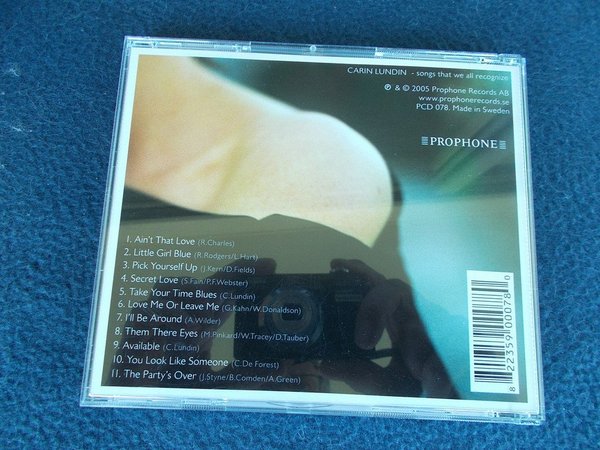 CARIN LUNDIN - songs that we all recognize
℗ & © 2005 Prophone Records AB
www.prophonerecords.se
PCD 078. Made in Sweden
PROPHONE
1. Ain't That Love (R.Charles)
2. Little Girl Blue (R.Rodgers/L.Hart)
3. Pick Yourself Up (J.Kern/D.Fields)
4. Secret Love (S.Fain/P.F.Webster)
5. Take Your Time Blues (C.Lundin)
6. Love Me Or Leave Me (G.Kahn/W.Donaldson)
7. I'll Be Around (A.Wilder)
8. Them There Eyes (M.Pinkard/W.Tracey/D.Tauber)
9. Available (C.Lundin)
10. You Look Like Someone (C.De Forest)
11. The Party's Over (J.Styne/B.Comden/A.Green)
8 22359 00078 0